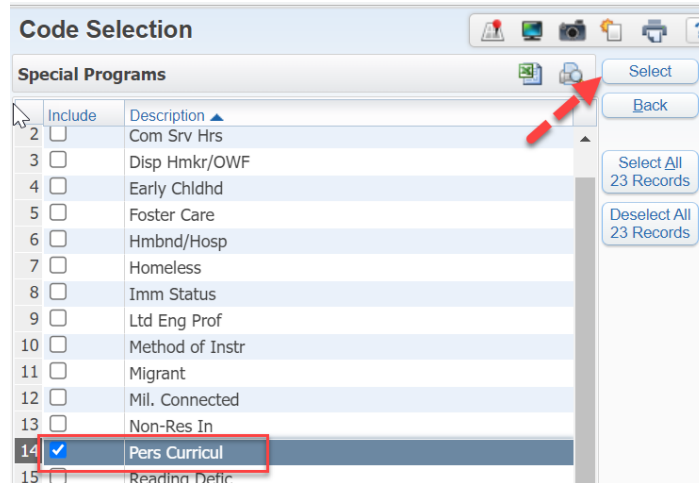 Code Selection
Special Programs
Select
Back
Include Description
2 Com Srv Hrs
3 Disp Hmkr/OWF
4 Early Chldhd
5 Foster Care
6 Hmbnd/Hosp
7 Homeless
8 Imm Status
9 Ltd Eng Prof
10 Method of Instr
11 Migrant
12 Mil. Connected
13 Non-Res In
14 Pers Curricul
15 Reading Defic
Select All
23 Records
Deselect All
23 Records